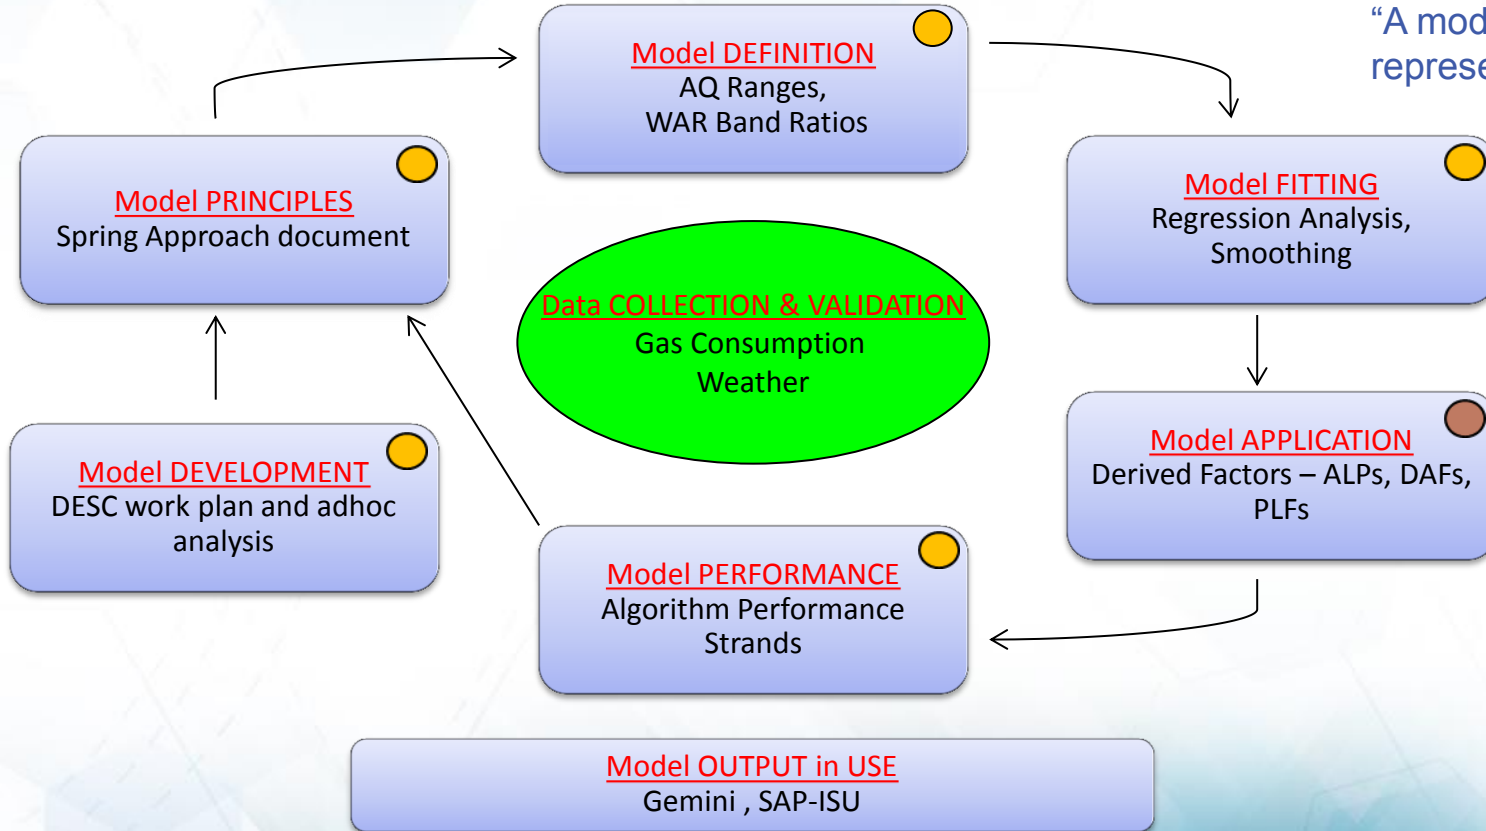 “A mod
represe
Model DEFINITION
AQ Ranges,
WAR Band Ratios
Model PRINCIPLES
Spring Approach document
Model FITTING
Regression Analysis,
Smoothing
Data COLLECTION & VALIDATION
Gas Consumption
Weather
Model DEVELOPMENT
DESC work plan and adhoc
analysis
Model APPLICATION
Derived Factors – ALPs, DAFs,
PLFs
Model PERFORMANCE
Algorithm Performance
Strands
Model OUTPUT in USE
Gemini , SAP-ISU